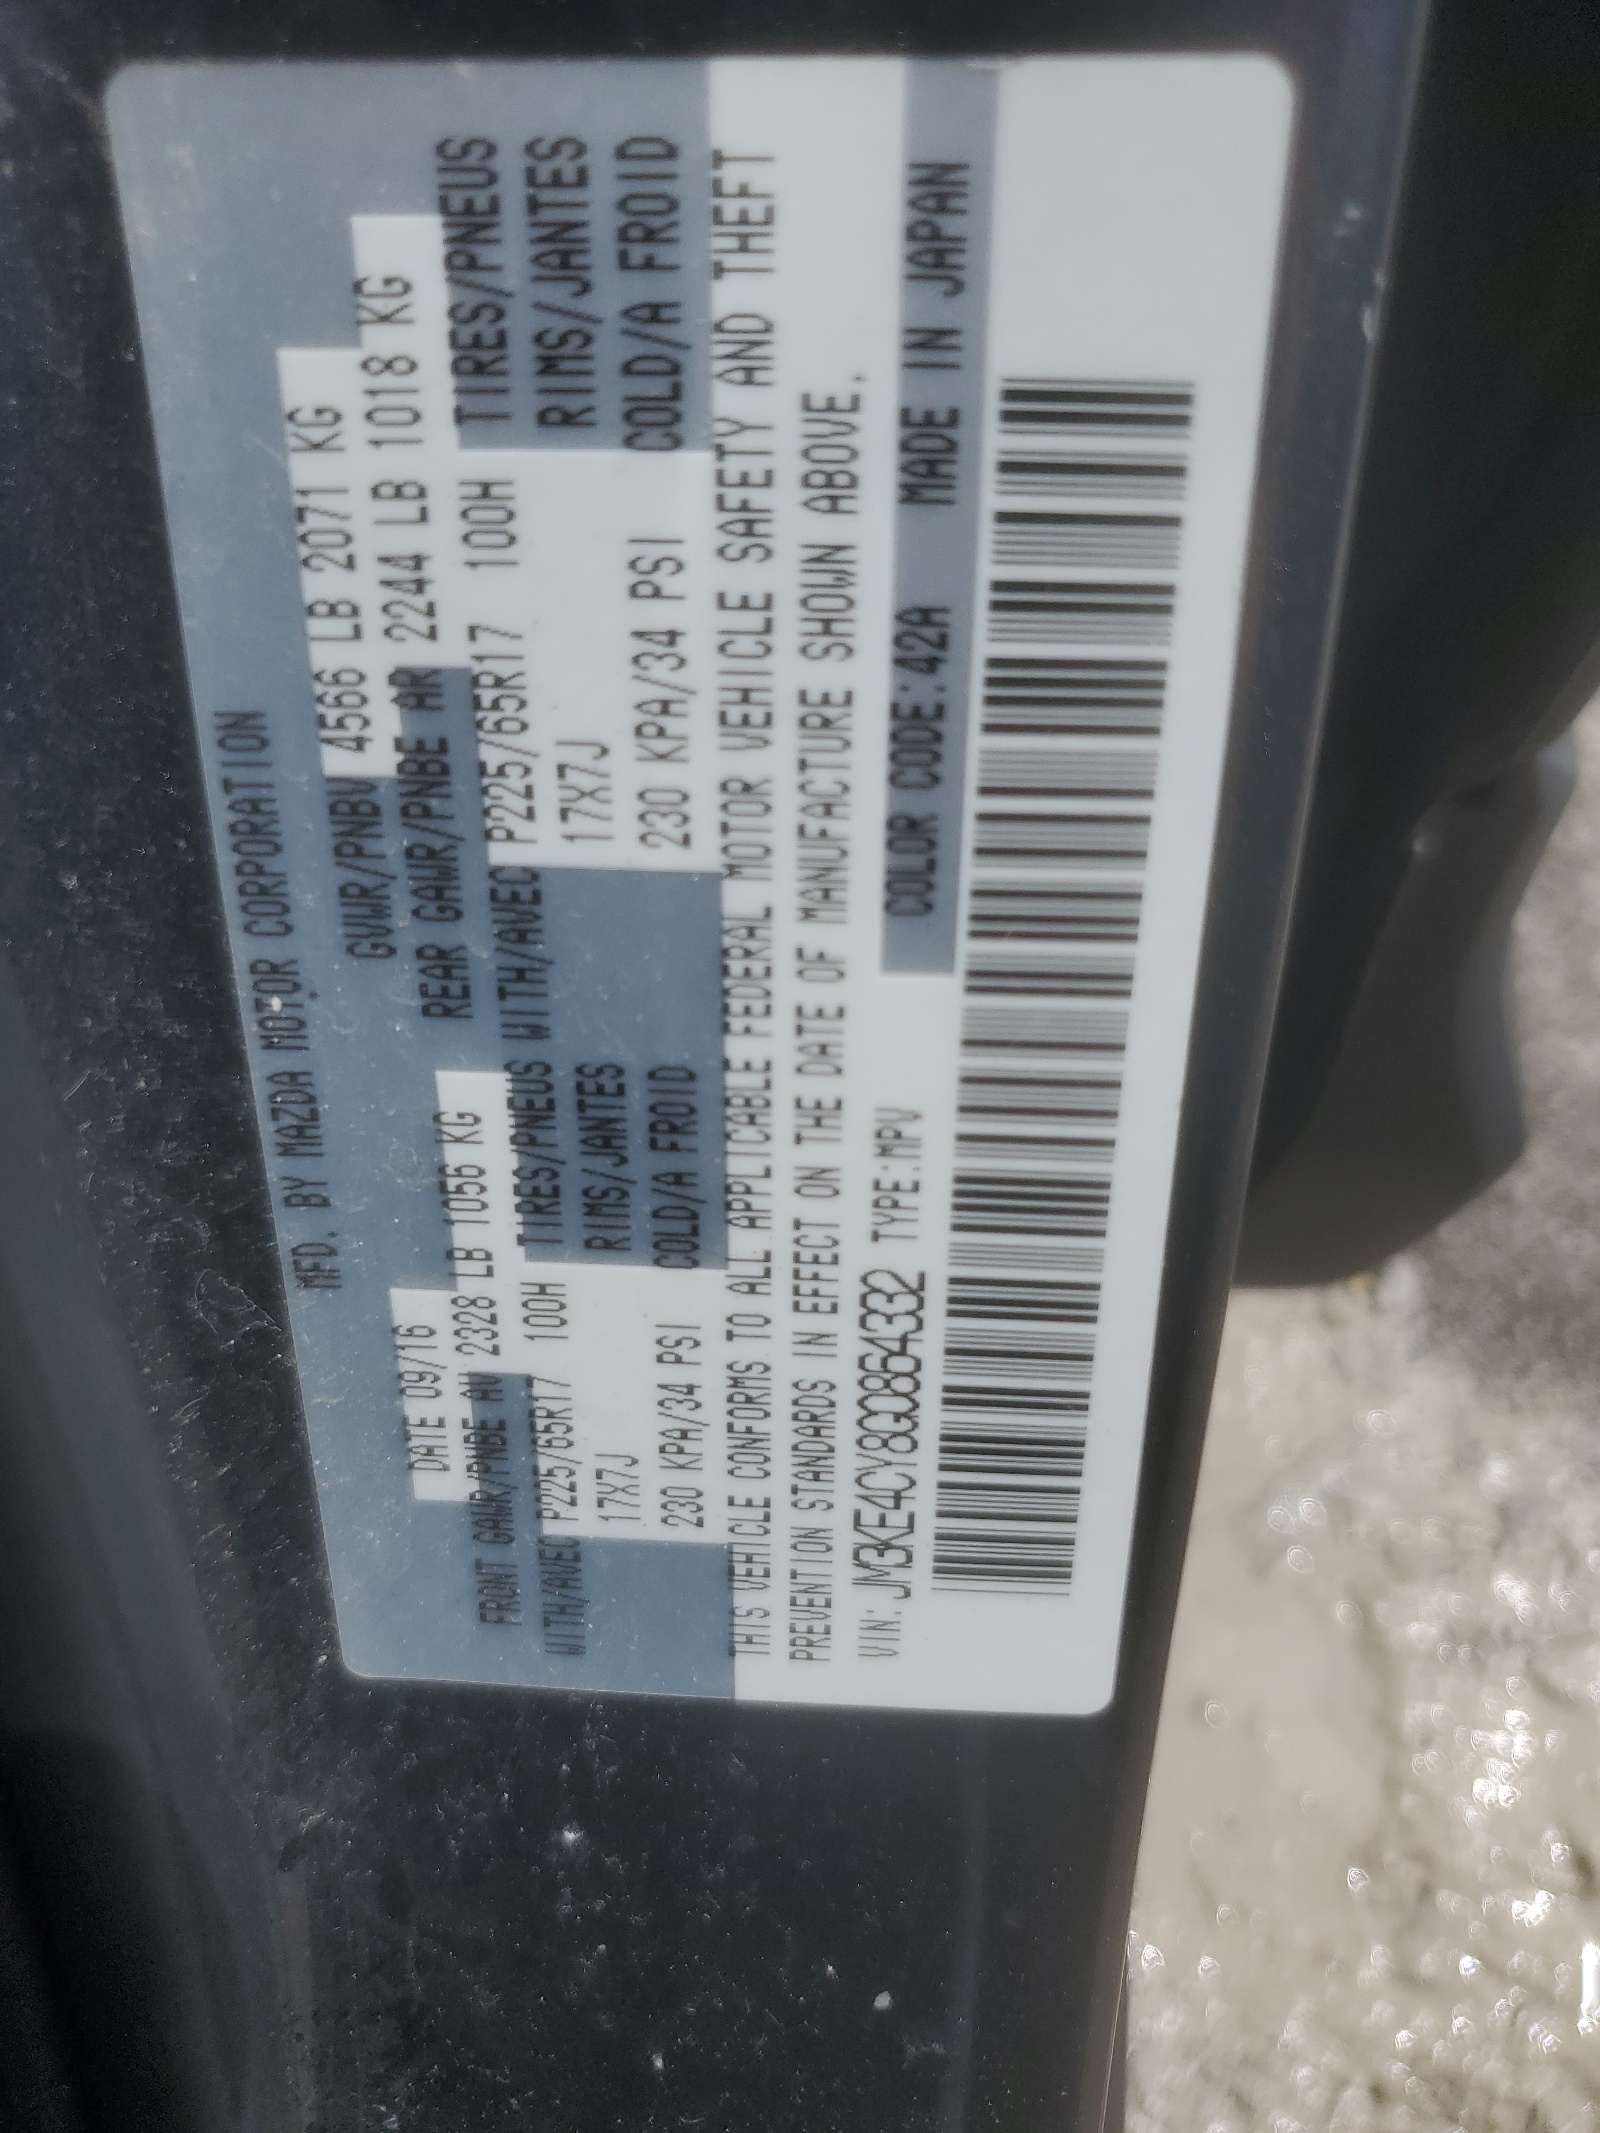 MFD. BY MAZDA MOTOR CORPORATION
DATE 09/16 GVWR/PNBV 4566 LB 2071 KG
FRONT GAWR/PNBE AV 2328 LB 1056 KG REAR GAWR/PNBE AR 2244 LB 1018 KG
WITH/AVEC P225/65R17 100H TIRES/PNEUS WITH/AVEC P225/65R17 100H TIRES/PNEUS
17X7J RIMS/JANTES 17X7J RIMS/JANTES
230 KPA/34 PSI COLD/A FROID 230 KPA/34 PSI COLD/A FROID
THIS VEHICLE CONFORMS TO ALL APPLICABLE FEDERAL MOTOR VEHICLE SAFETY AND THEFT
PREVENTION STANDARDS IN EFFECT ON THE DATE OF MANUFACTURE SHOWN ABOVE.
VIN: JM3KE4CY8G0864332 TYPE:MPV COLOR CODE:42A MADE IN JAPAN